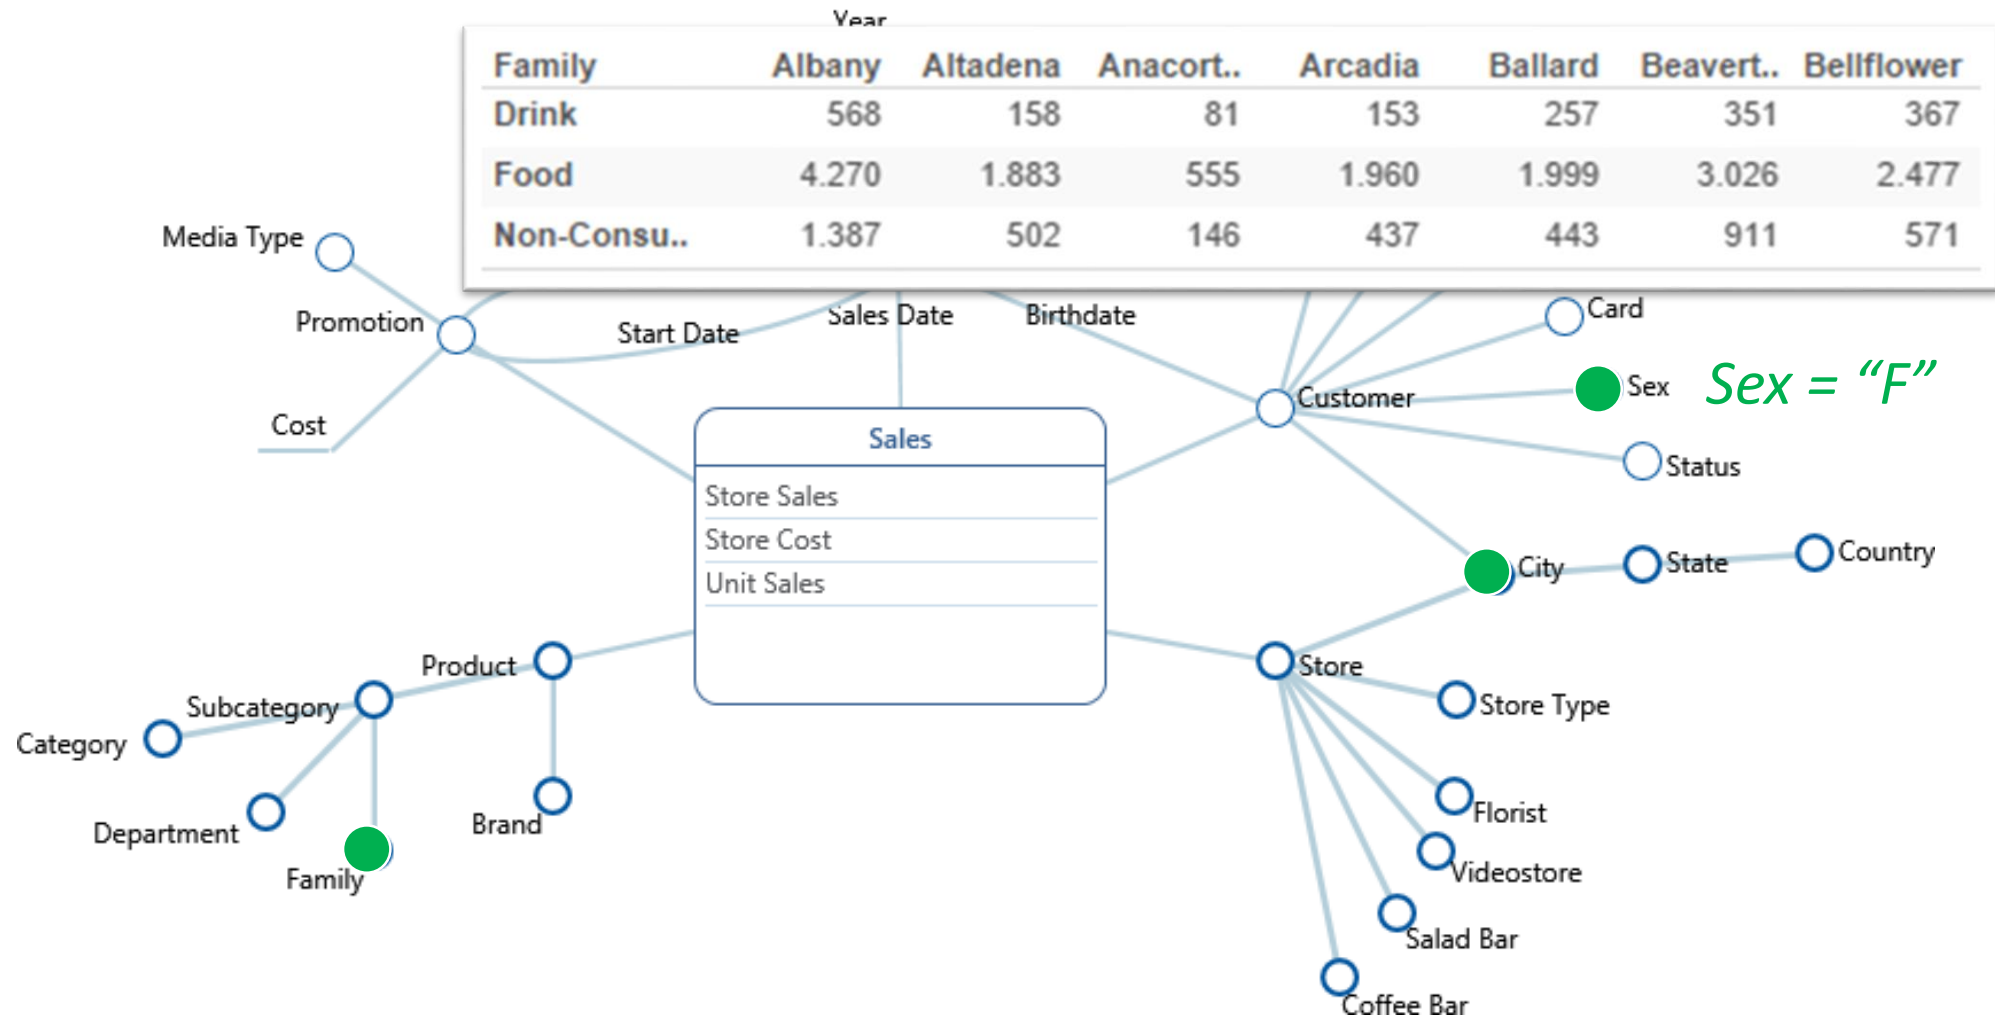 Year
Family Albany Altadena Anacort.. Arcadia Ballard Beavert.. Bellflower
Drink 568 158 81 153 257 351 367
Food 4.270 1.883 555 1.960 1.999 3.026 2.477
Non-Consu.. 1.387 502 146 437 443 911 571
Media Type
Promotion
Start Date
Sales Date
Birthdate
Card
Cost
Customer
Sex
Sex = “F”
Status
Sales
Store Sales
Store Cost
Unit Sales
City
State
Country
Product
Subcategory
Category
Department
Family
Brand
Store
Store Type
Florist
Videostore
Salad Bar
Coffee Bar